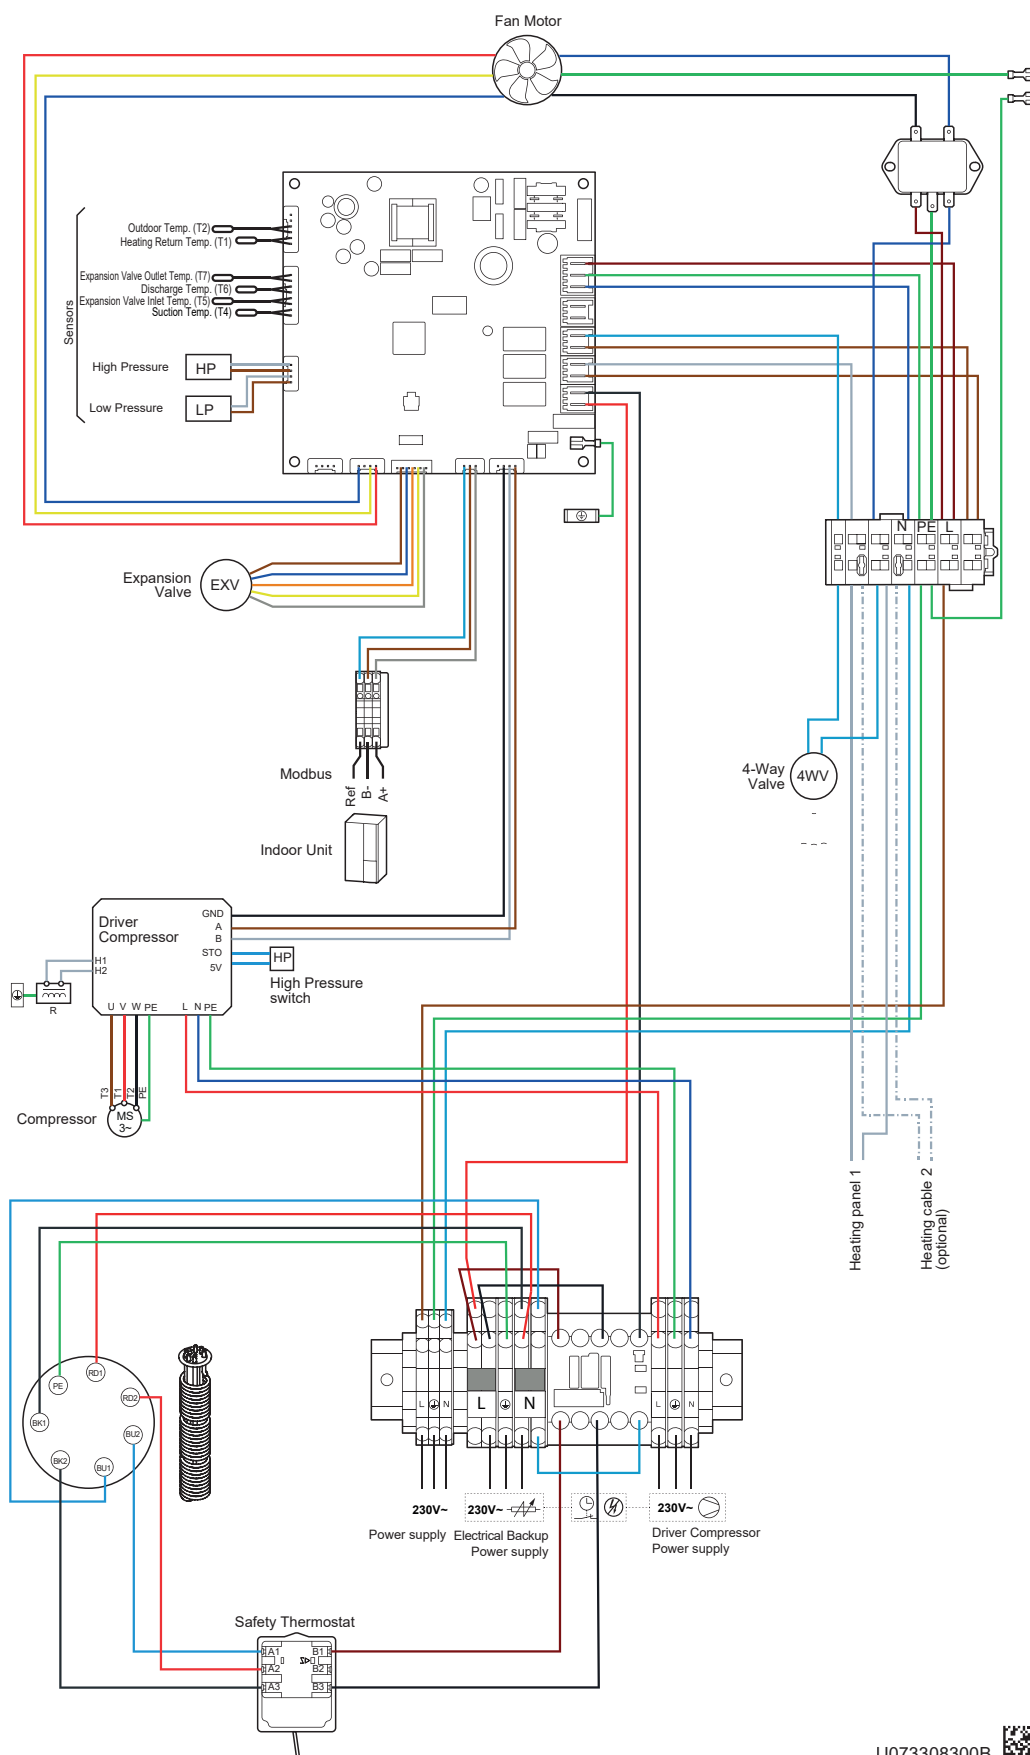 Fan Motor
Outdoor Temp. (T2)
Heating Return Temp. (T1)
Expansion Valve Outlet Temp. (T7)
Discharge Temp. (T6)
Expansion Valve Inlet Temp. (T5)
Suction Temp. (T4)
Sensors
High Pressure
HP
Low Pressure
LP
N PE L
Expansion
Valve
EXV
4-Way
Valve
4WV
Modbus
Ref
B-
A+
Indoor Unit
Driver
Compressor
GND
A
B
STO
5V
HP
High Pressure
switch
H1
H2
R
U V W PE L N PE
T3
T1
T2
PE
Compressor
MS
3~
Heating panel 1
Heating cable 2
(optional)
PE
RD1
RD2
BK1
BU2
BK2
BU1
L N
L N
L N
230V~
230V~
230V~
Power supply
Electrical Backup
Power supply
Driver Compressor
Power supply
Safety Thermostat
A1 B1
A2 B2
A3 B3